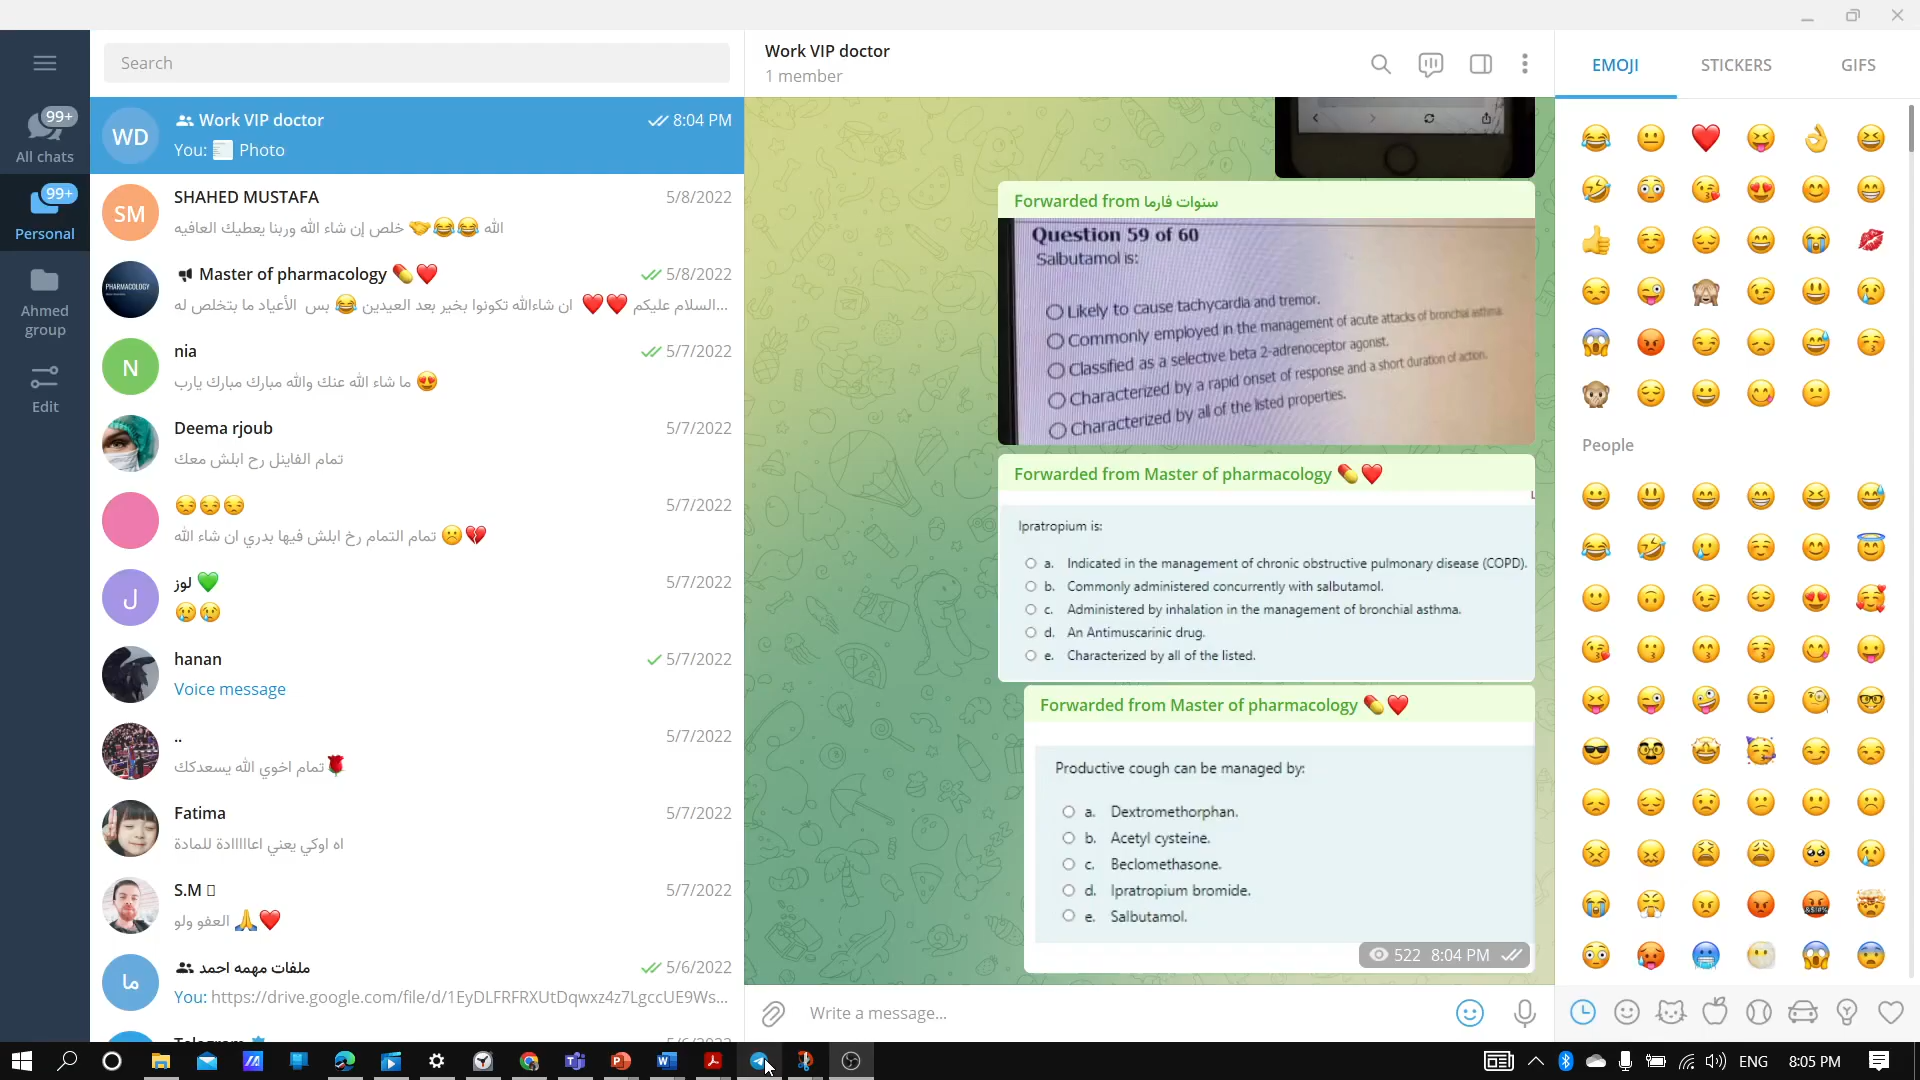 Search
99+
All chats
99+
Personal
Ahmed
group
Edit
WD
Work VIP doctor
8:04 PM
You: Photo
SM
SHAHED MUSTAFA
5/8/2022
الله 😂😂🤝 خلص إن شاء الله وربنا يعطيك العافيه
PHARMACOLOGY
Master of pharmacology 💊❤️
5/8/2022
السلام عليكم ❤️❤️ ان شاءالله تكونوا بخير بعد العيدين 😂 بس الأعياد ما بتخلص له...
N
nia
5/7/2022
😍 ما شاء الله عنك والله مبارك مبارك يارب
Deema rjoub
5/7/2022
تمام الفاينل رح ابلش معك
😒😒😒
5/7/2022
تمام التمام رخ ابلش فيها بدري ان شاء الله ☹️💔
ل
لوز 💚
5/7/2022
😢😢
hanan
5/7/2022
Voice message
..
5/7/2022
تمام اخوي الله يسعدكك🌹
Fatima
5/7/2022
اه اوكي يعني اعااااادة للمادة
S.M
5/7/2022
العفو ولو 🙏❤️
ما
ملفات مهمه احمد
5/6/2022
You: https://drive.google.com/file/d/1EyDLFRFRXUtDqwxz4z7LgccUE9Ws...
Work VIP doctor
1 member
Forwarded from سنوات فارما
Question 59 of 60
Salbutamol is:
Likely to cause tachycardia and tremor.
Commonly employed in the management of acute attacks of bronchial asthma.
Classified as a selective beta 2-adrenoceptor agonist.
Characterized by a rapid onset of response and a short duration of action.
Characterized by all of the listed properties.
Forwarded from Master of pharmacology 💊❤️
Ipratropium is:
a. Indicated in the management of chronic obstructive pulmonary disease (COPD).
b. Commonly administered concurrently with salbutamol.
c. Administered by inhalation in the management of bronchial asthma.
d. An Antimuscarinic drug.
e. Characterized by all of the listed.
Forwarded from Master of pharmacology 💊❤️
Productive cough can be managed by:
a. Dextromethorphan.
b. Acetyl cysteine.
c. Beclomethasone.
d. Ipratropium bromide.
e. Salbutamol.
522 8:04 PM
Write a message...
EMOJI
STICKERS
GIFS
People
ENG
8:05 PM